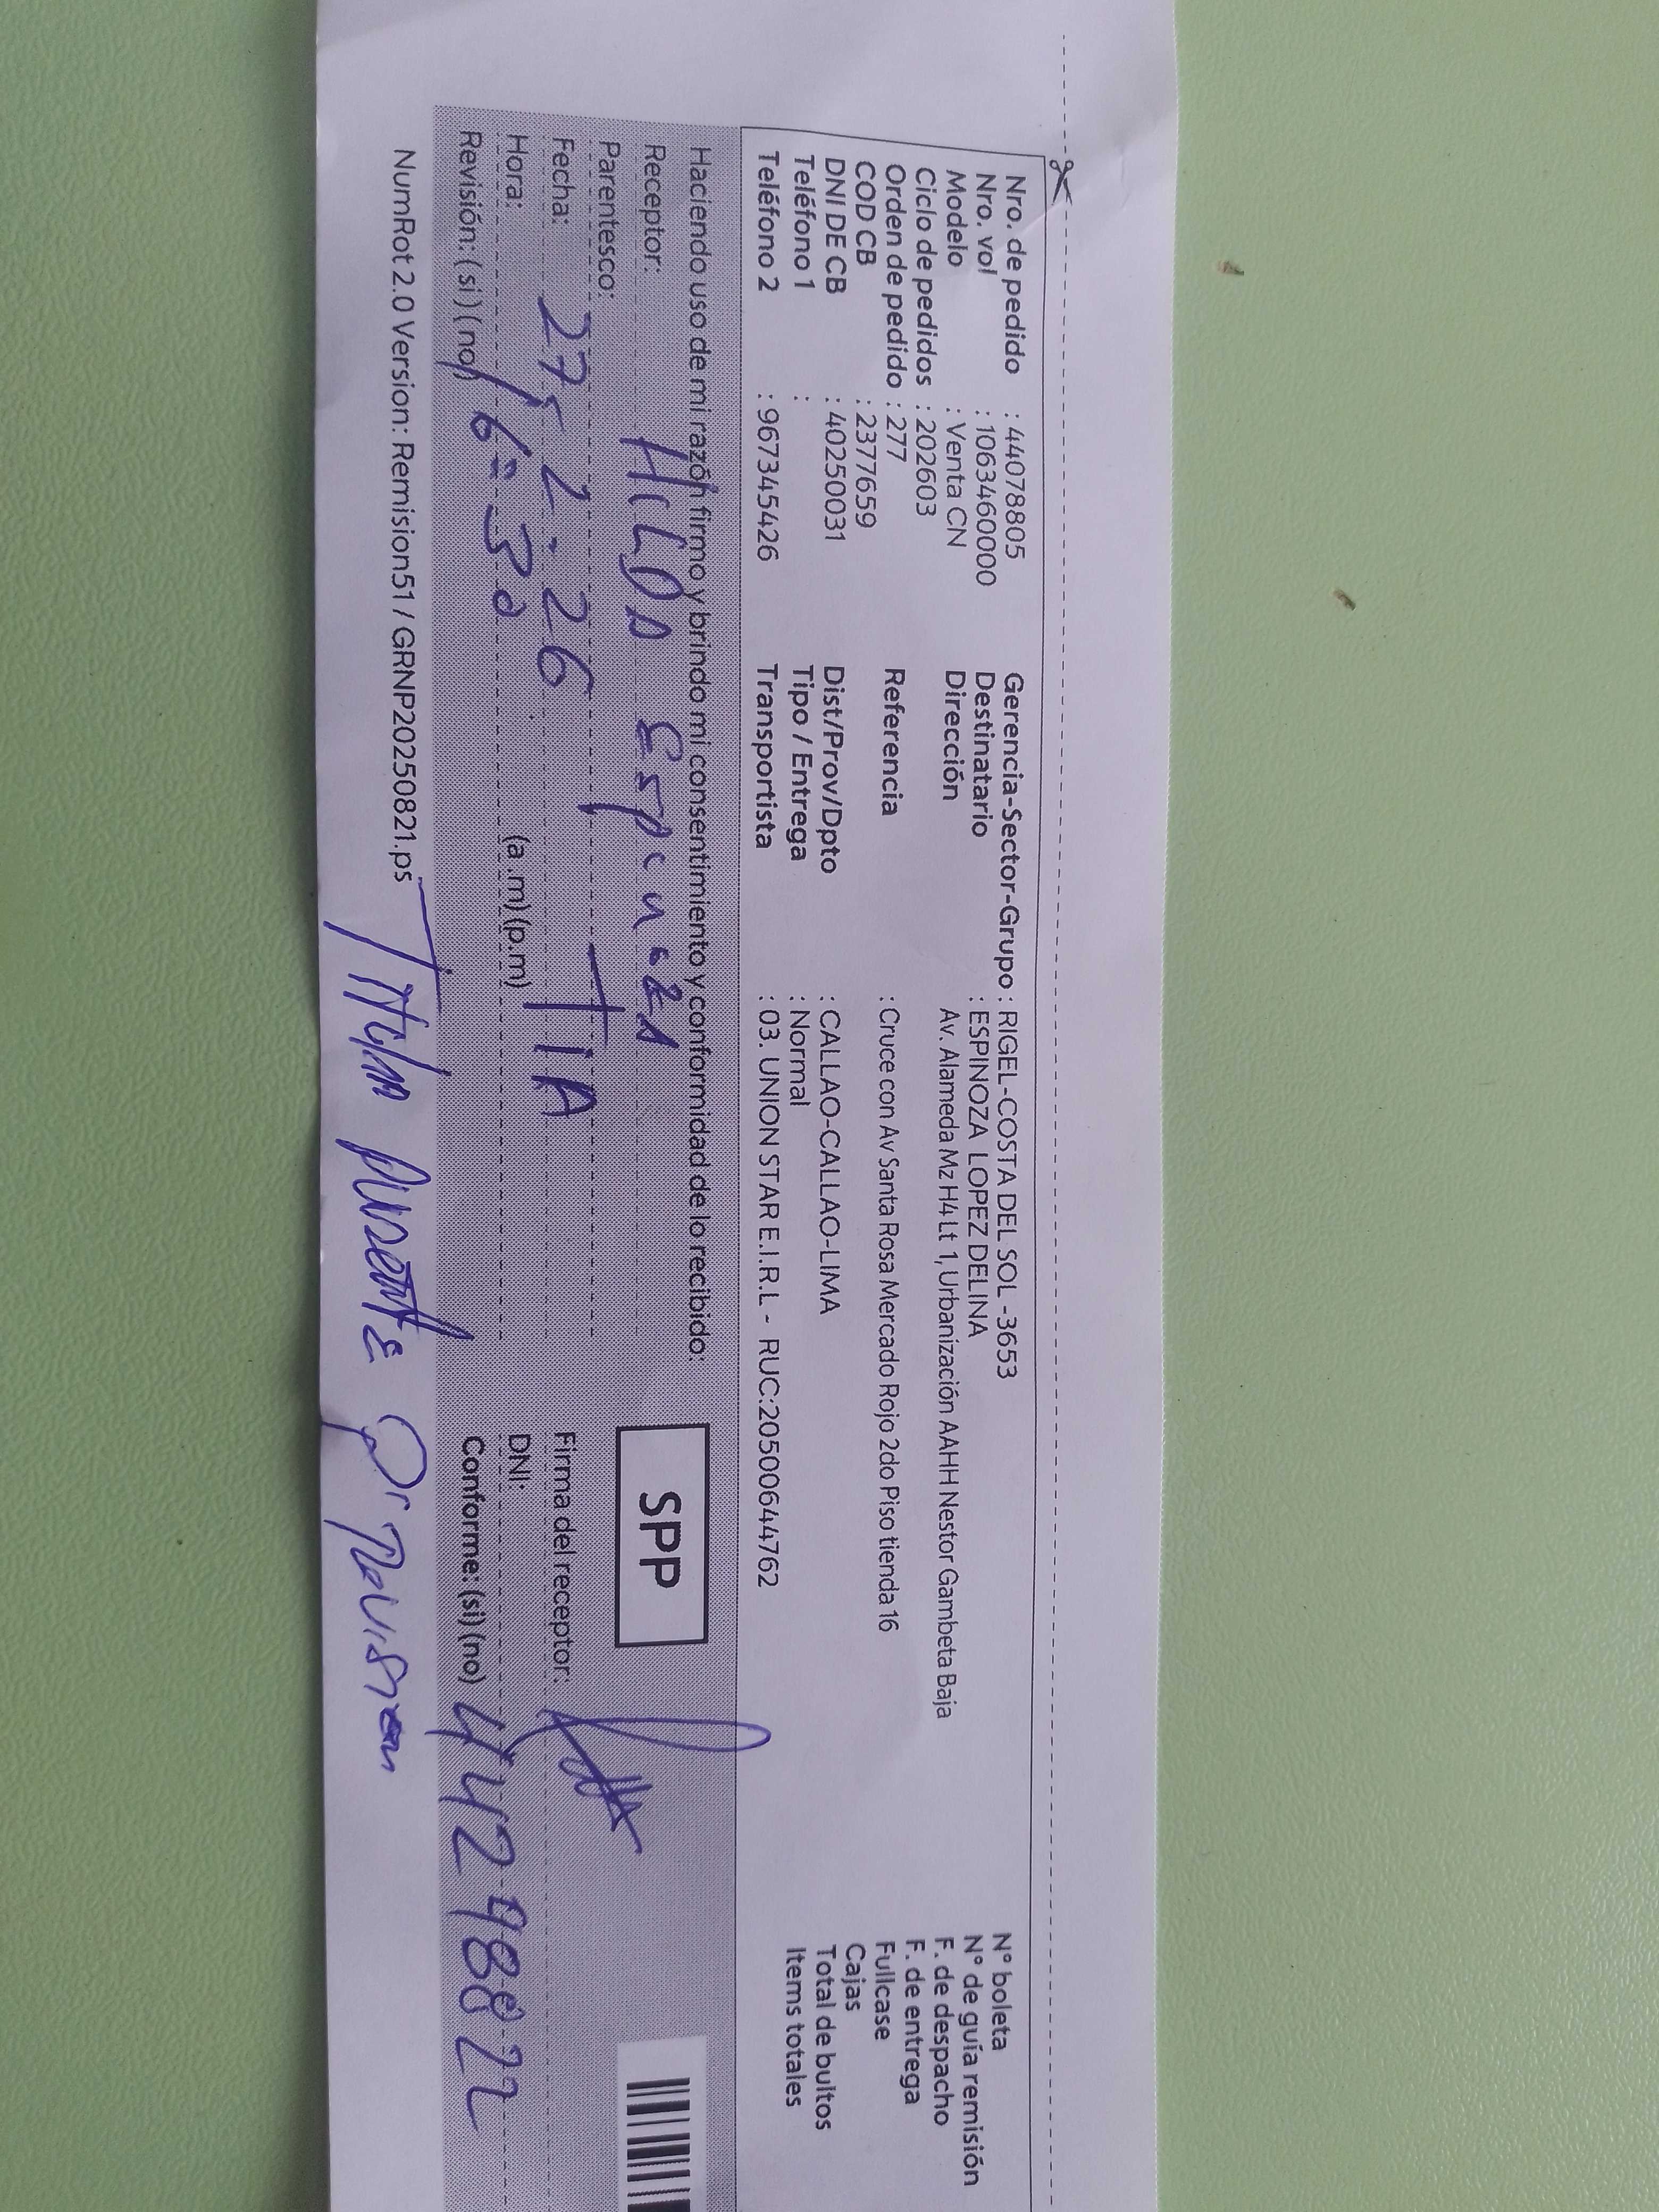 Nro. de pedido : 44078805
Nro. vol : 1063460000
Modelo : Venta CN
Ciclo de pedidos : 202603
Orden de pedido : 277
COD CB : 2377659
DNI DE CB : 40250031
Teléfono 1 :
Teléfono 2 : 967345426
Gerencia-Sector-Grupo : RIGEL-COSTA DEL SOL -3653
Destinatario : ESPINOZA LOPEZ DELINA
Dirección Av. Alameda Mz H4 Lt 1, Urbanización AAHH Nestor Gambeta Baja
Referencia : Cruce con Av Santa Rosa Mercado Rojo 2do Piso tienda 16
Dist/Prov/Dpto : CALLAO-CALLAO-LIMA
Tipo / Entrega : Normal
Transportista : 03. UNION STAR E.I.R.L - RUC:20500644762
N° boleta
N° de guía remisión
F. de despacho
F. de entrega
Fullcase
Cajas
Total de bultos
Items totales
Haciendo uso de mi razón firmo y brindo mi consentimiento y conformidad de lo recibido:
Receptor:
Parentesco: TIA
Fecha: 27 2 26
Hora: 6:30 (a.m) (p.m)
Revisión: (si) (no)
SPP
Firma del receptor:
DNI: 44298822
Conforme: (si) (no)
NumRot 2.0 Version: Remision51 / GRNP20250821.ps